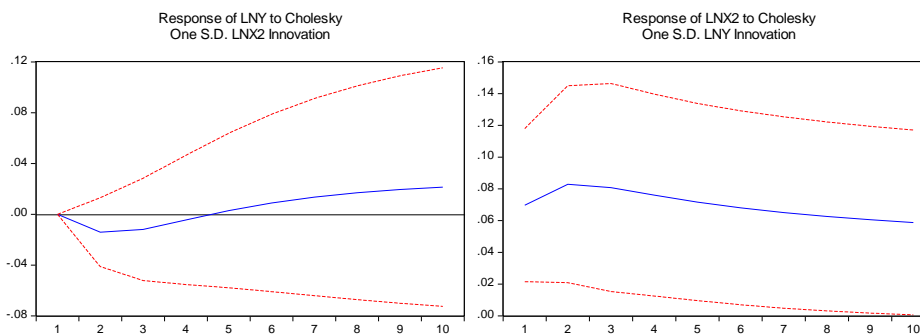 Response of LNY to Cholesky
One S.D. LNX2 Innovation
.12
.08
.04
.00
-.04
-.08
1 2 3 4 5 6 7 8 9 10
Response of LNX2 to Cholesky
One S.D. LNY Innovation
.16
.14
.12
.10
.08
.06
.04
.02
.00
1 2 3 4 5 6 7 8 9 10